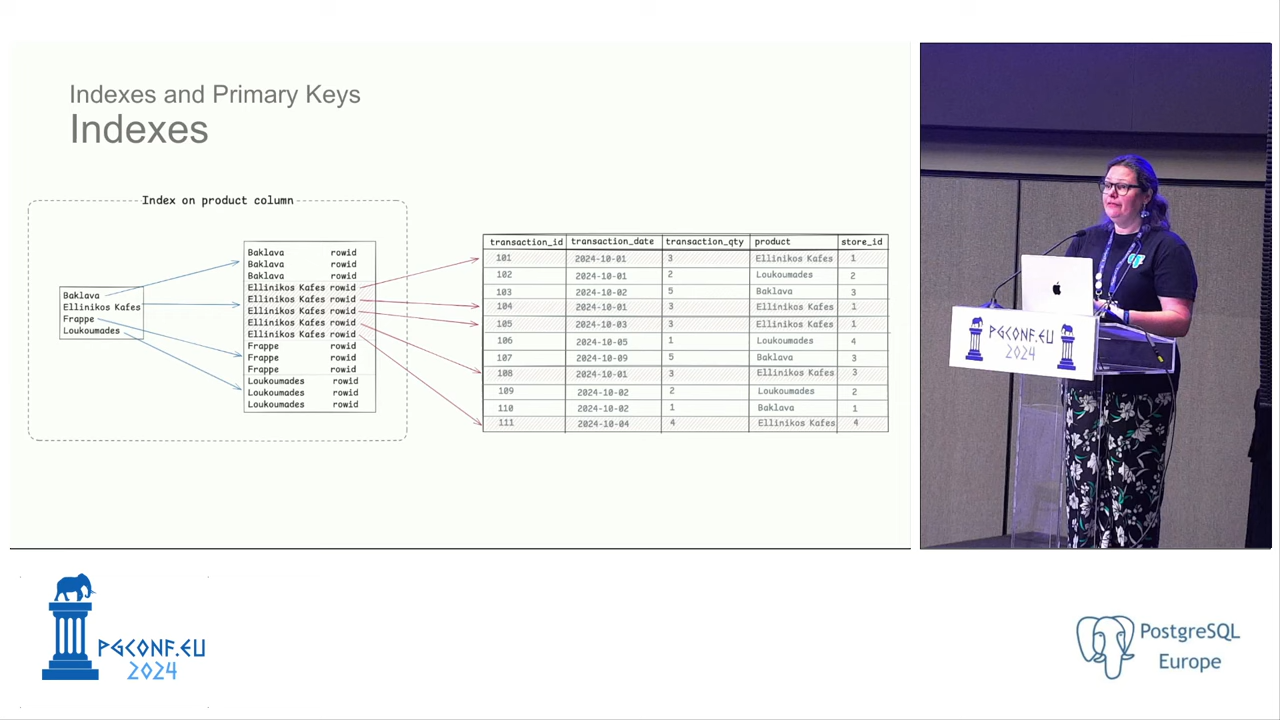 Indexes and Primary Keys
Indexes
Index on product column
Baklava
Ellinikos Kafes
Frappe
Loukoumades
Baklava rowid
Baklava rowid
Baklava rowid
Ellinikos Kafes rowid
Ellinikos Kafes rowid
Ellinikos Kafes rowid
Ellinikos Kafes rowid
Ellinikos Kafes rowid
Frappe rowid
Frappe rowid
Frappe rowid
Loukoumades rowid
Loukoumades rowid
Loukoumades rowid
transaction_id transaction_date transaction_qty product store_id
101 2024-10-01 3 Ellinikos Kafes 1
102 2024-10-01 2 Loukoumades 2
103 2024-10-02 5 Baklava 3
104 2024-10-01 3 Ellinikos Kafes 1
105 2024-10-03 3 Ellinikos Kafes 1
106 2024-10-05 1 Loukoumades 4
107 2024-10-09 5 Baklava 3
108 2024-10-01 3 Ellinikos Kafes 3
109 2024-10-02 2 Loukoumades 2
110 2024-10-02 1 Baklava 1
111 2024-10-04 4 Ellinikos Kafes 4
PGCONF.EU
2024
PGCONF.EU
2024
PostgreSQL
Europe